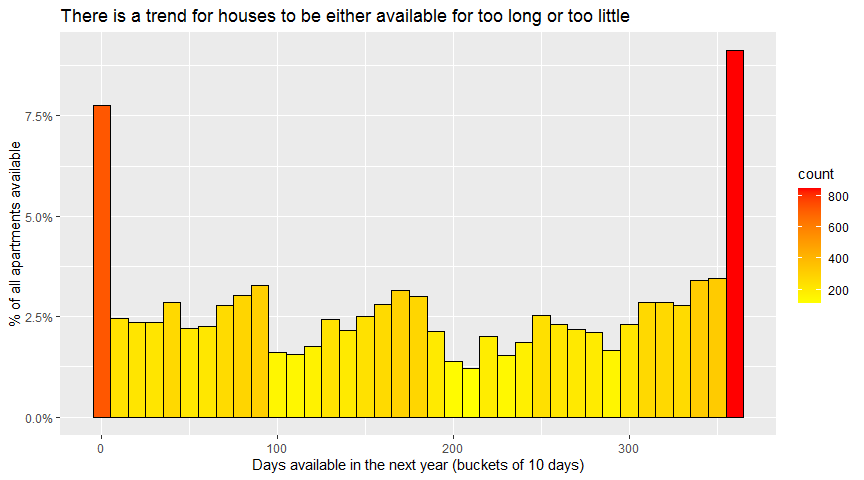 There is a trend for houses to be either available for too long or too little
% of all apartments available
7.5%
5.0%
2.5%
0.0%
0 100 200 300
Days available in the next year (buckets of 10 days)
count
800
600
400
200